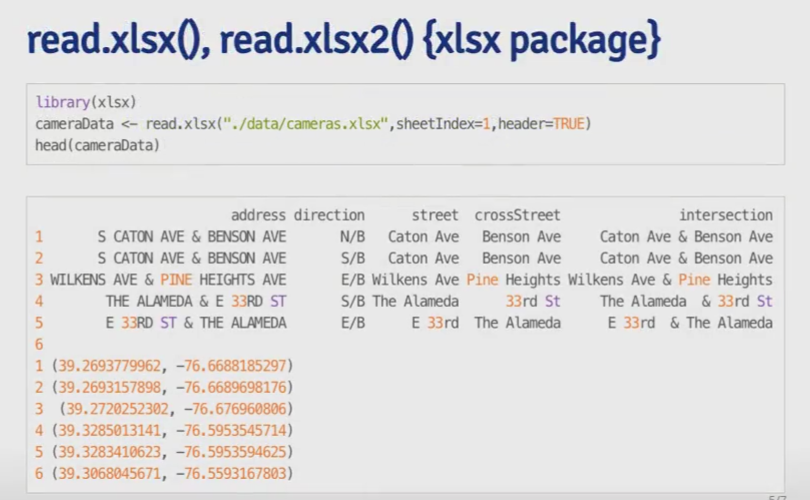 read.xlsx(), read.xlsx2() {xlsx package}
library(xlsx)
cameraData <- read.xlsx("./data/cameras.xlsx",sheetIndex=1,header=TRUE)
head(cameraData)
address direction street crossStreet intersection
1 S CATON AVE & BENSON AVE N/B Caton Ave Benson Ave Caton Ave & Benson Ave
2 S CATON AVE & BENSON AVE S/B Caton Ave Benson Ave Caton Ave & Benson Ave
3 WILKENS AVE & PINE HEIGHTS AVE E/B Wilkens Ave Pine Heights Wilkens Ave & Pine Heights
4 THE ALAMEDA & E 33RD ST S/B The Alameda 33rd St The Alameda & 33rd St
5 E 33RD ST & THE ALAMEDA E/B E 33rd The Alameda E 33rd & The Alameda
6
1 (39.2693779962, -76.6688185297)
2 (39.2693157898, -76.6689698176)
3 (39.2720252302, -76.676960806)
4 (39.3285013141, -76.5953545714)
5 (39.3283410623, -76.5953594625)
6 (39.3068045671, -76.5593167803)